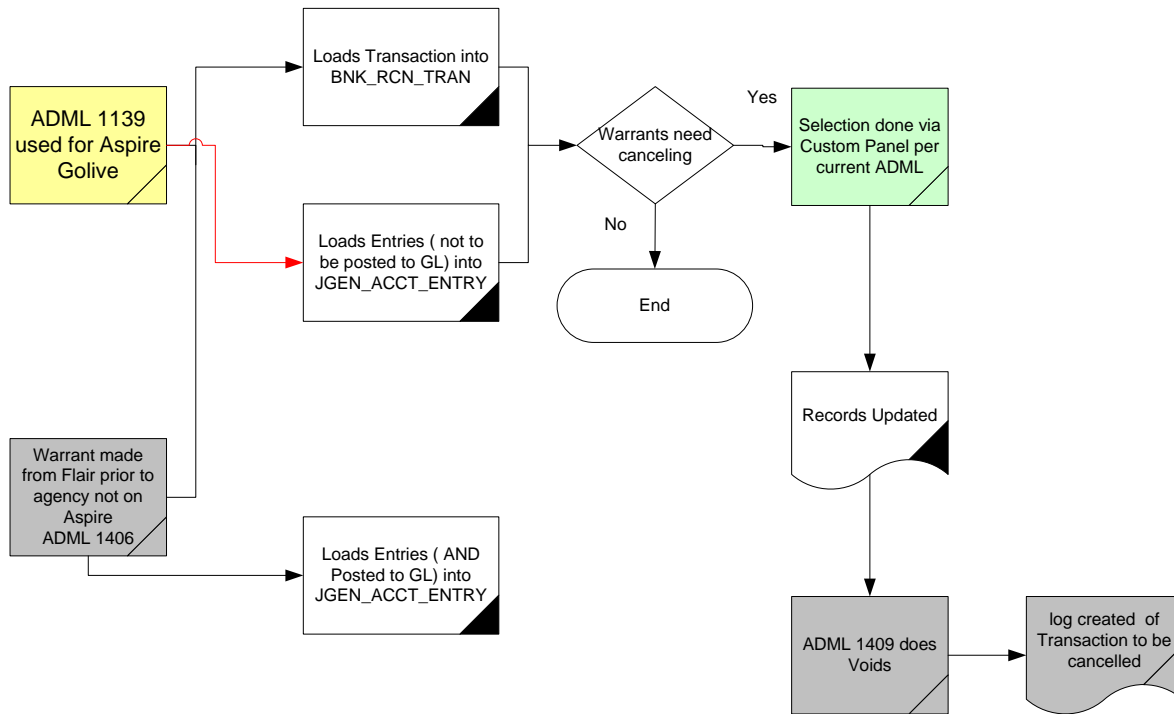 Loads Transaction into
BNK_RCN_TRAN
ADML 1139
used for Aspire
Golive
Warrants need
canceling
Yes
Selection done via
Custom Panel per
current ADML
No
Loads Entries ( not to
be posted to GL) into
JGEN_ACCT_ENTRY
End
Records Updated
Warrant made
from Flair prior to
agency not on
Aspire
ADML 1406
Loads Entries ( AND
Posted to GL) into
JGEN_ACCT_ENTRY
ADML 1409 does
Voids
log created of
Transaction to be
cancelled